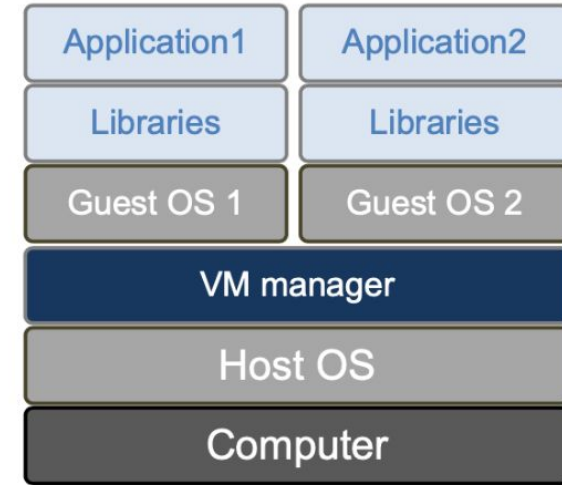 Application1 Application2
Libraries Libraries
Guest OS 1 Guest OS 2
VM manager
Host OS
Computer